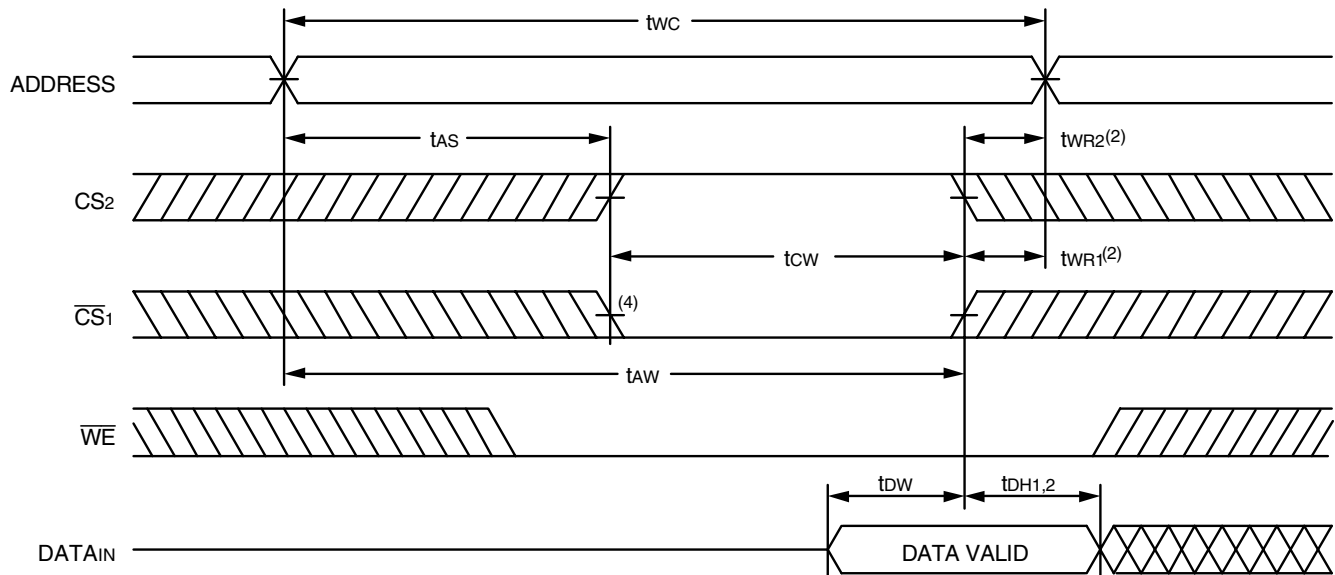 tWC
ADDRESS
tAS
tWR2(2)
CS2
tCW
tWR1(2)
CS1
(4)
tAW
WE
tDW
tDH1,2
DATAIN
DATA VALID